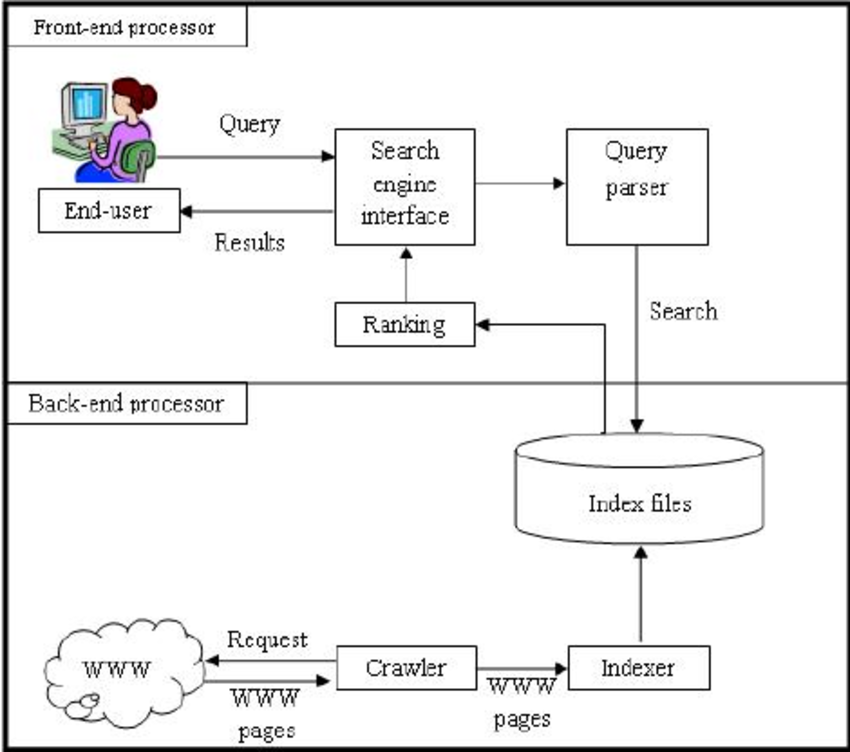 Front-end processor
Query
Search
engine
interface
Query
parser
End-user
Results
Ranking
Search
Back-end processor
Index files
WWW
Request
WWW
pages
Crawler
WWW
pages
Indexer